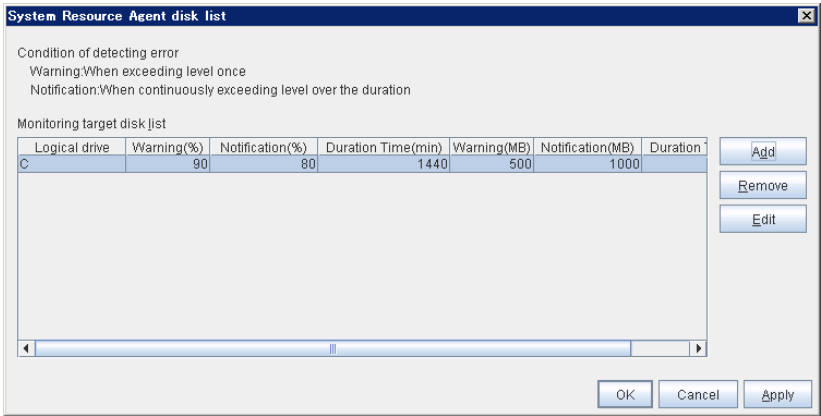 System Resource Agent disk list
Condition of detecting error
Warning:When exceeding level once
Notification:When continuously exceeding level over the duration
Monitoring target disk list
Logical drive Warning(%) Notification(%) Duration Time(min) Warning(MB) Notification(MB) Duration
C 90 80 1440 500 1000
Add
Remove
Edit
OK Cancel Apply